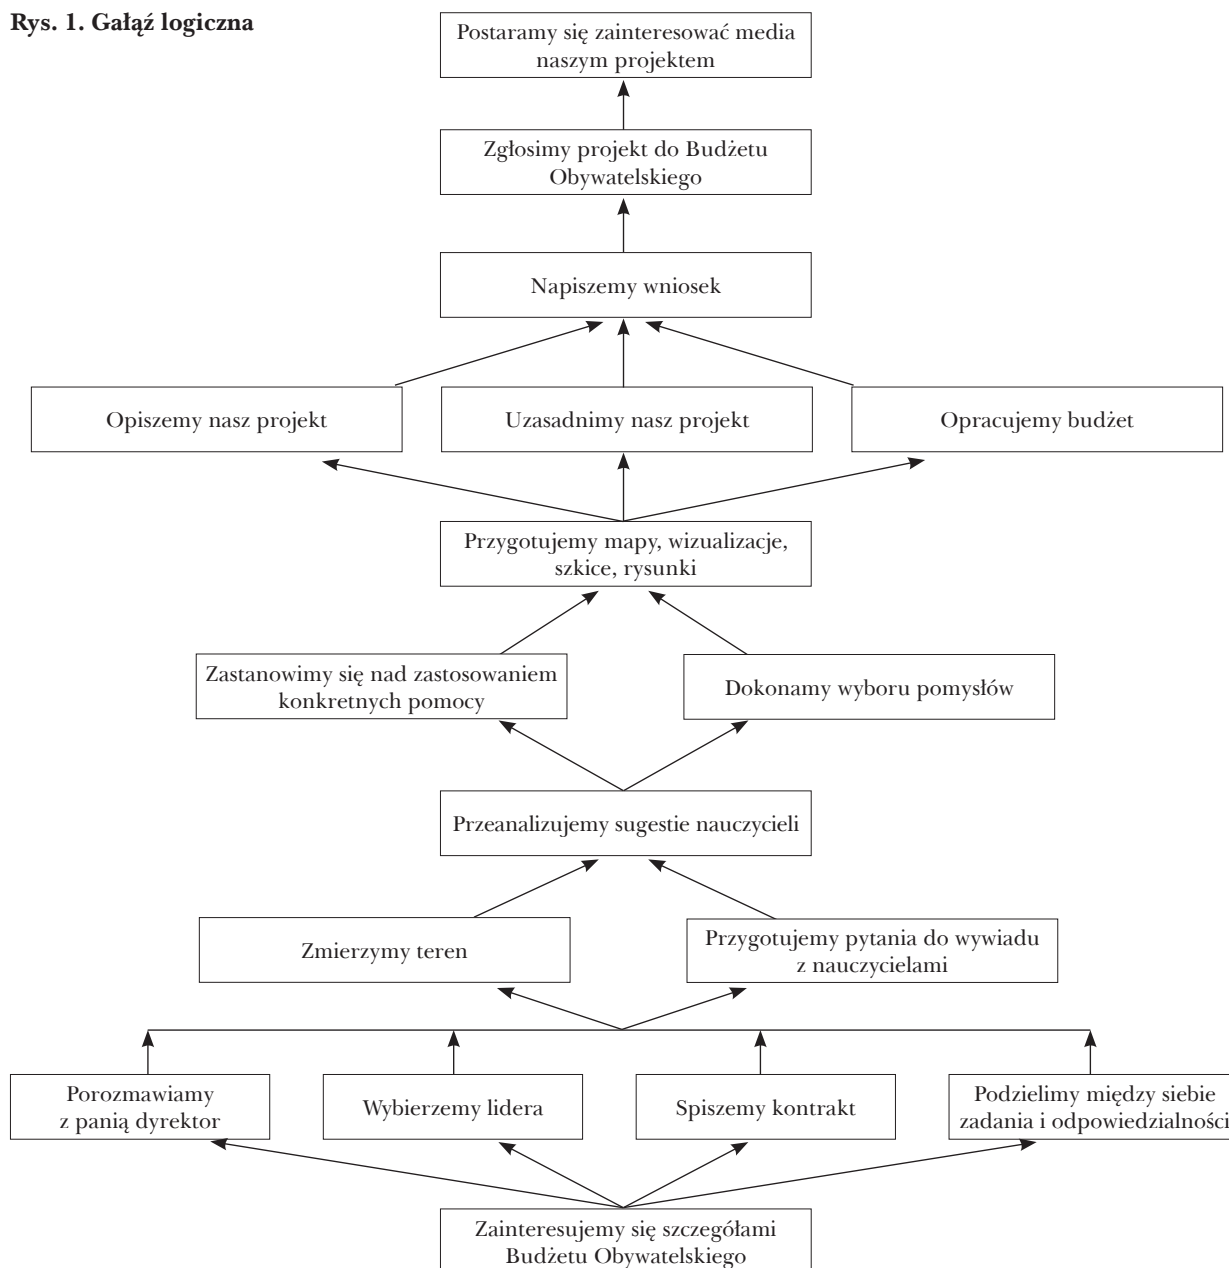 Rys. 1. Gałąź logiczna
Postaramy się zainteresować media
naszym projektem
Zgłosimy projekt do Budżetu
Obywatelskiego
Napiszemy wniosek
Opiszemy nasz projekt
Uzasadnimy nasz projekt
Opracujemy budżet
Przygotujemy mapy, wizualizacje,
szkice, rysunki
Zastanowimy się nad zastosowaniem
konkretnych pomocy
Dokonamy wyboru pomysłów
Przeanalizujemy sugestie nauczycieli
Zmierzymy teren
Przygotujemy pytania do wywiadu
z nauczycielami
Porozmawiamy
z panią dyrektor
Wybierzemy lidera
Spiszemy kontrakt
Podzielimy między siebie
zadania i odpowiedzialności
Zainteresujemy się szczegółami
Budżetu Obywatelskiego